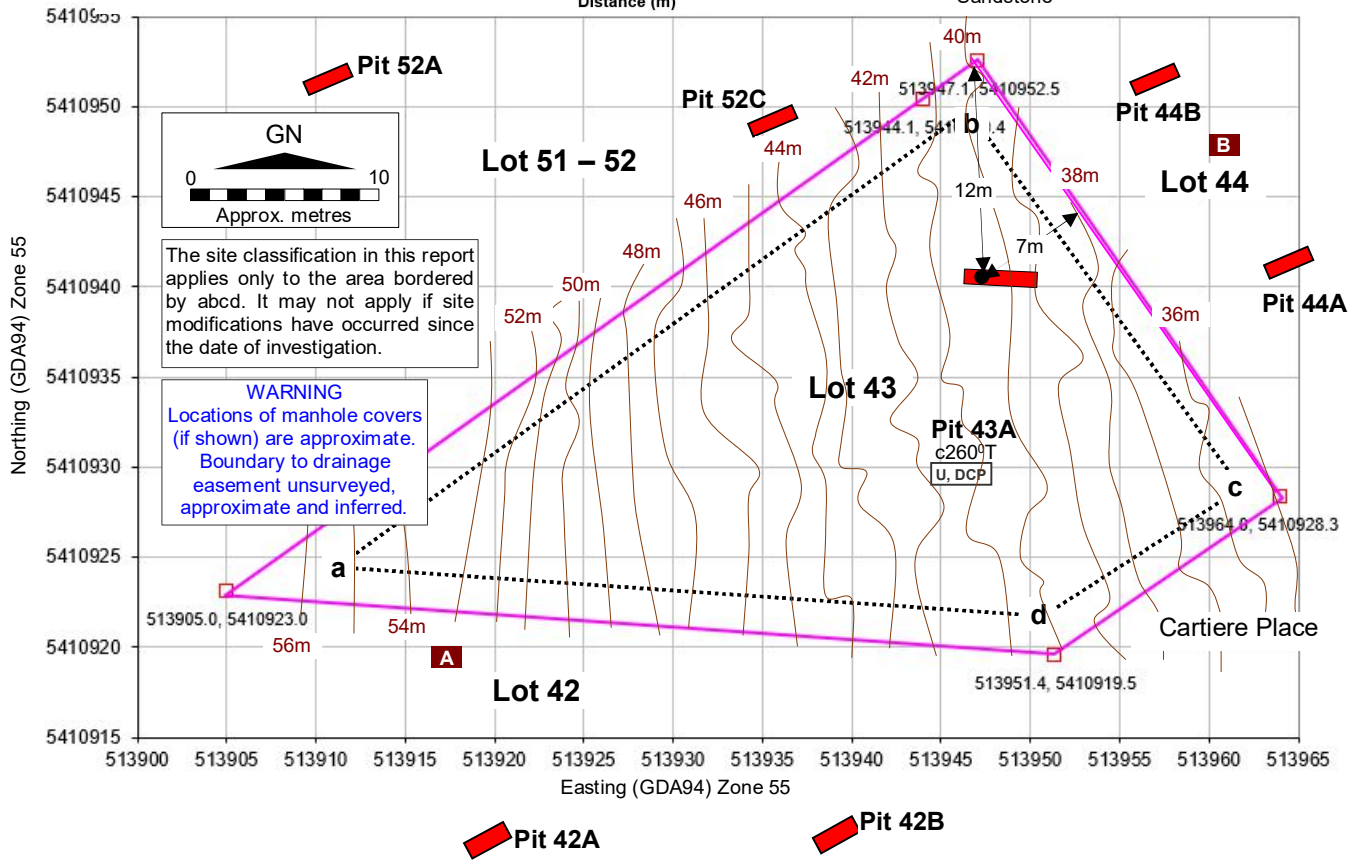 Distance (m)
Sandstone
5410955
5410950
5410945
5410940
5410935
5410930
5410925
5410920
5410915
Northing (GDA94) Zone 55
513900
513905
513910
513915
513920
513925
513930
513935
513940
513945
513950
513955
513960
513965
Easting (GDA94) Zone 55
Pit 52A
Pit 52C
Pit 44B
B
Lot 44
Pit 44A
Lot 51 – 52
GN
0 10
Approx. metres
The site classification in this report
applies only to the area bordered
by abcd. It may not apply if site
modifications have occurred since
the date of investigation.
WARNING
Locations of manhole covers
(if shown) are approximate.
Boundary to drainage
easement unsurveyed,
approximate and inferred.
40m
42m
44m
46m
48m
50m
52m
38m
36m
54m
56m
513947.1, 5410952.5
b
12m
7m
Lot 43
Pit 43A
c260⁰T
U, DCP
a
c
d
5410928.3
513905.0, 5410923.0
513951.4, 5410919.5
Cartiere Place
A
Lot 42
Pit 42A
Pit 42B